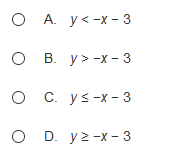 A. y < -x - 3
B. y > -x - 3
C. y ≤ -x - 3
D. y ≥ -x - 3